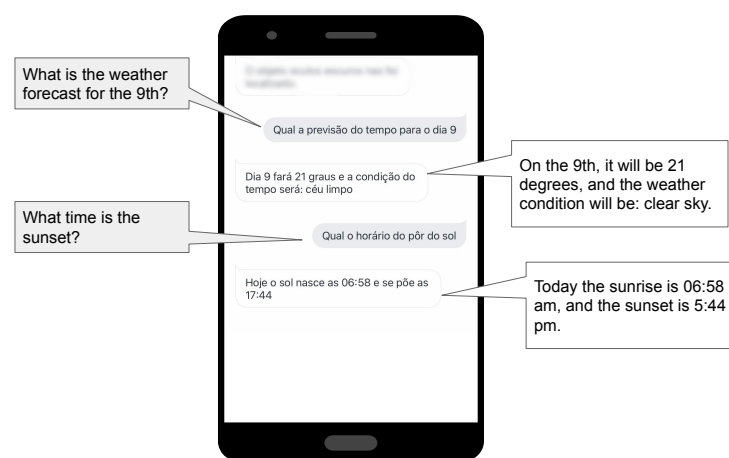 What is the weather
forecast for the 9th?
Qual a previsão do tempo para o dia 9
Dia 9 fará 21 graus e a condição do
tempo será: céu limpo
On the 9th, it will be 21
degrees, and the weather
condition will be: clear sky.
What time is the
sunset?
Qual o horário do pôr do sol
Hoje o sol nasce as 06:58 e se põe as
17:44
Today the sunrise is 06:58
am, and the sunset is 5:44
pm.